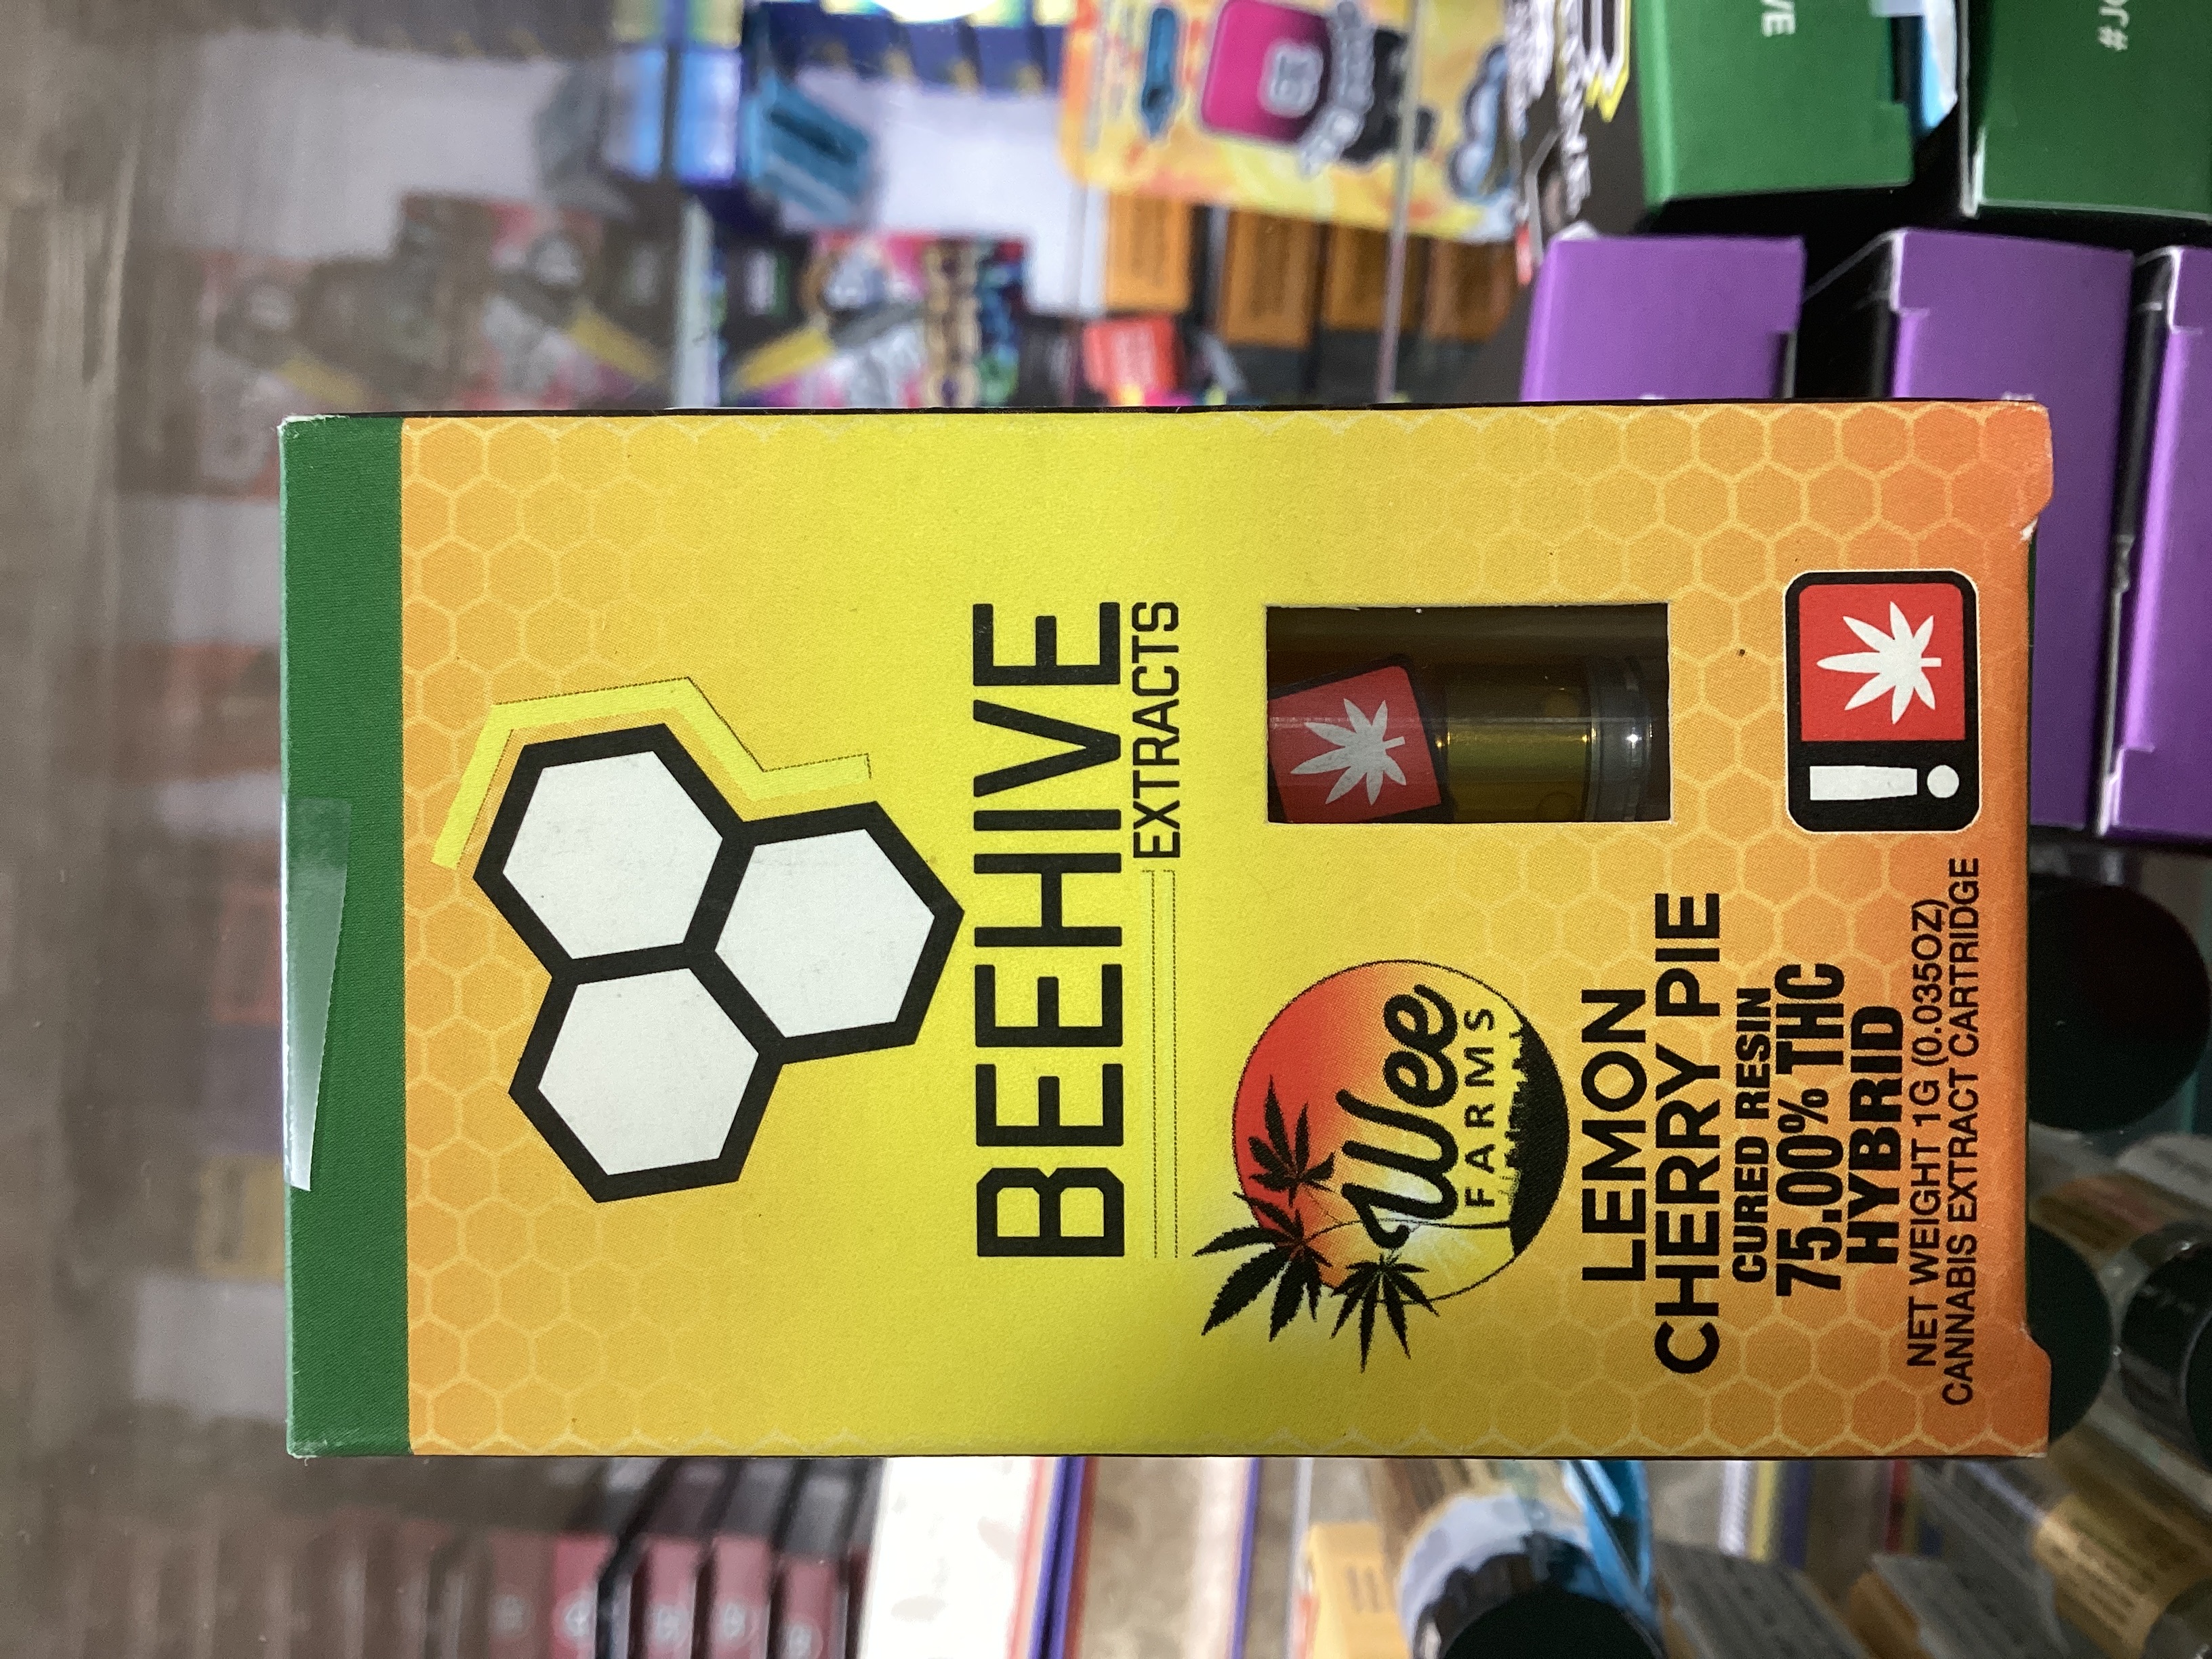 BEEHIVE
EXTRACTS
Wee
FARMS
LEMON
CHERRY PIE
CURED RESIN
75.00% THC
HYBRID
NET WEIGHT 1G (0.035OZ)
CANNABIS EXTRACT CARTRIDGE
!